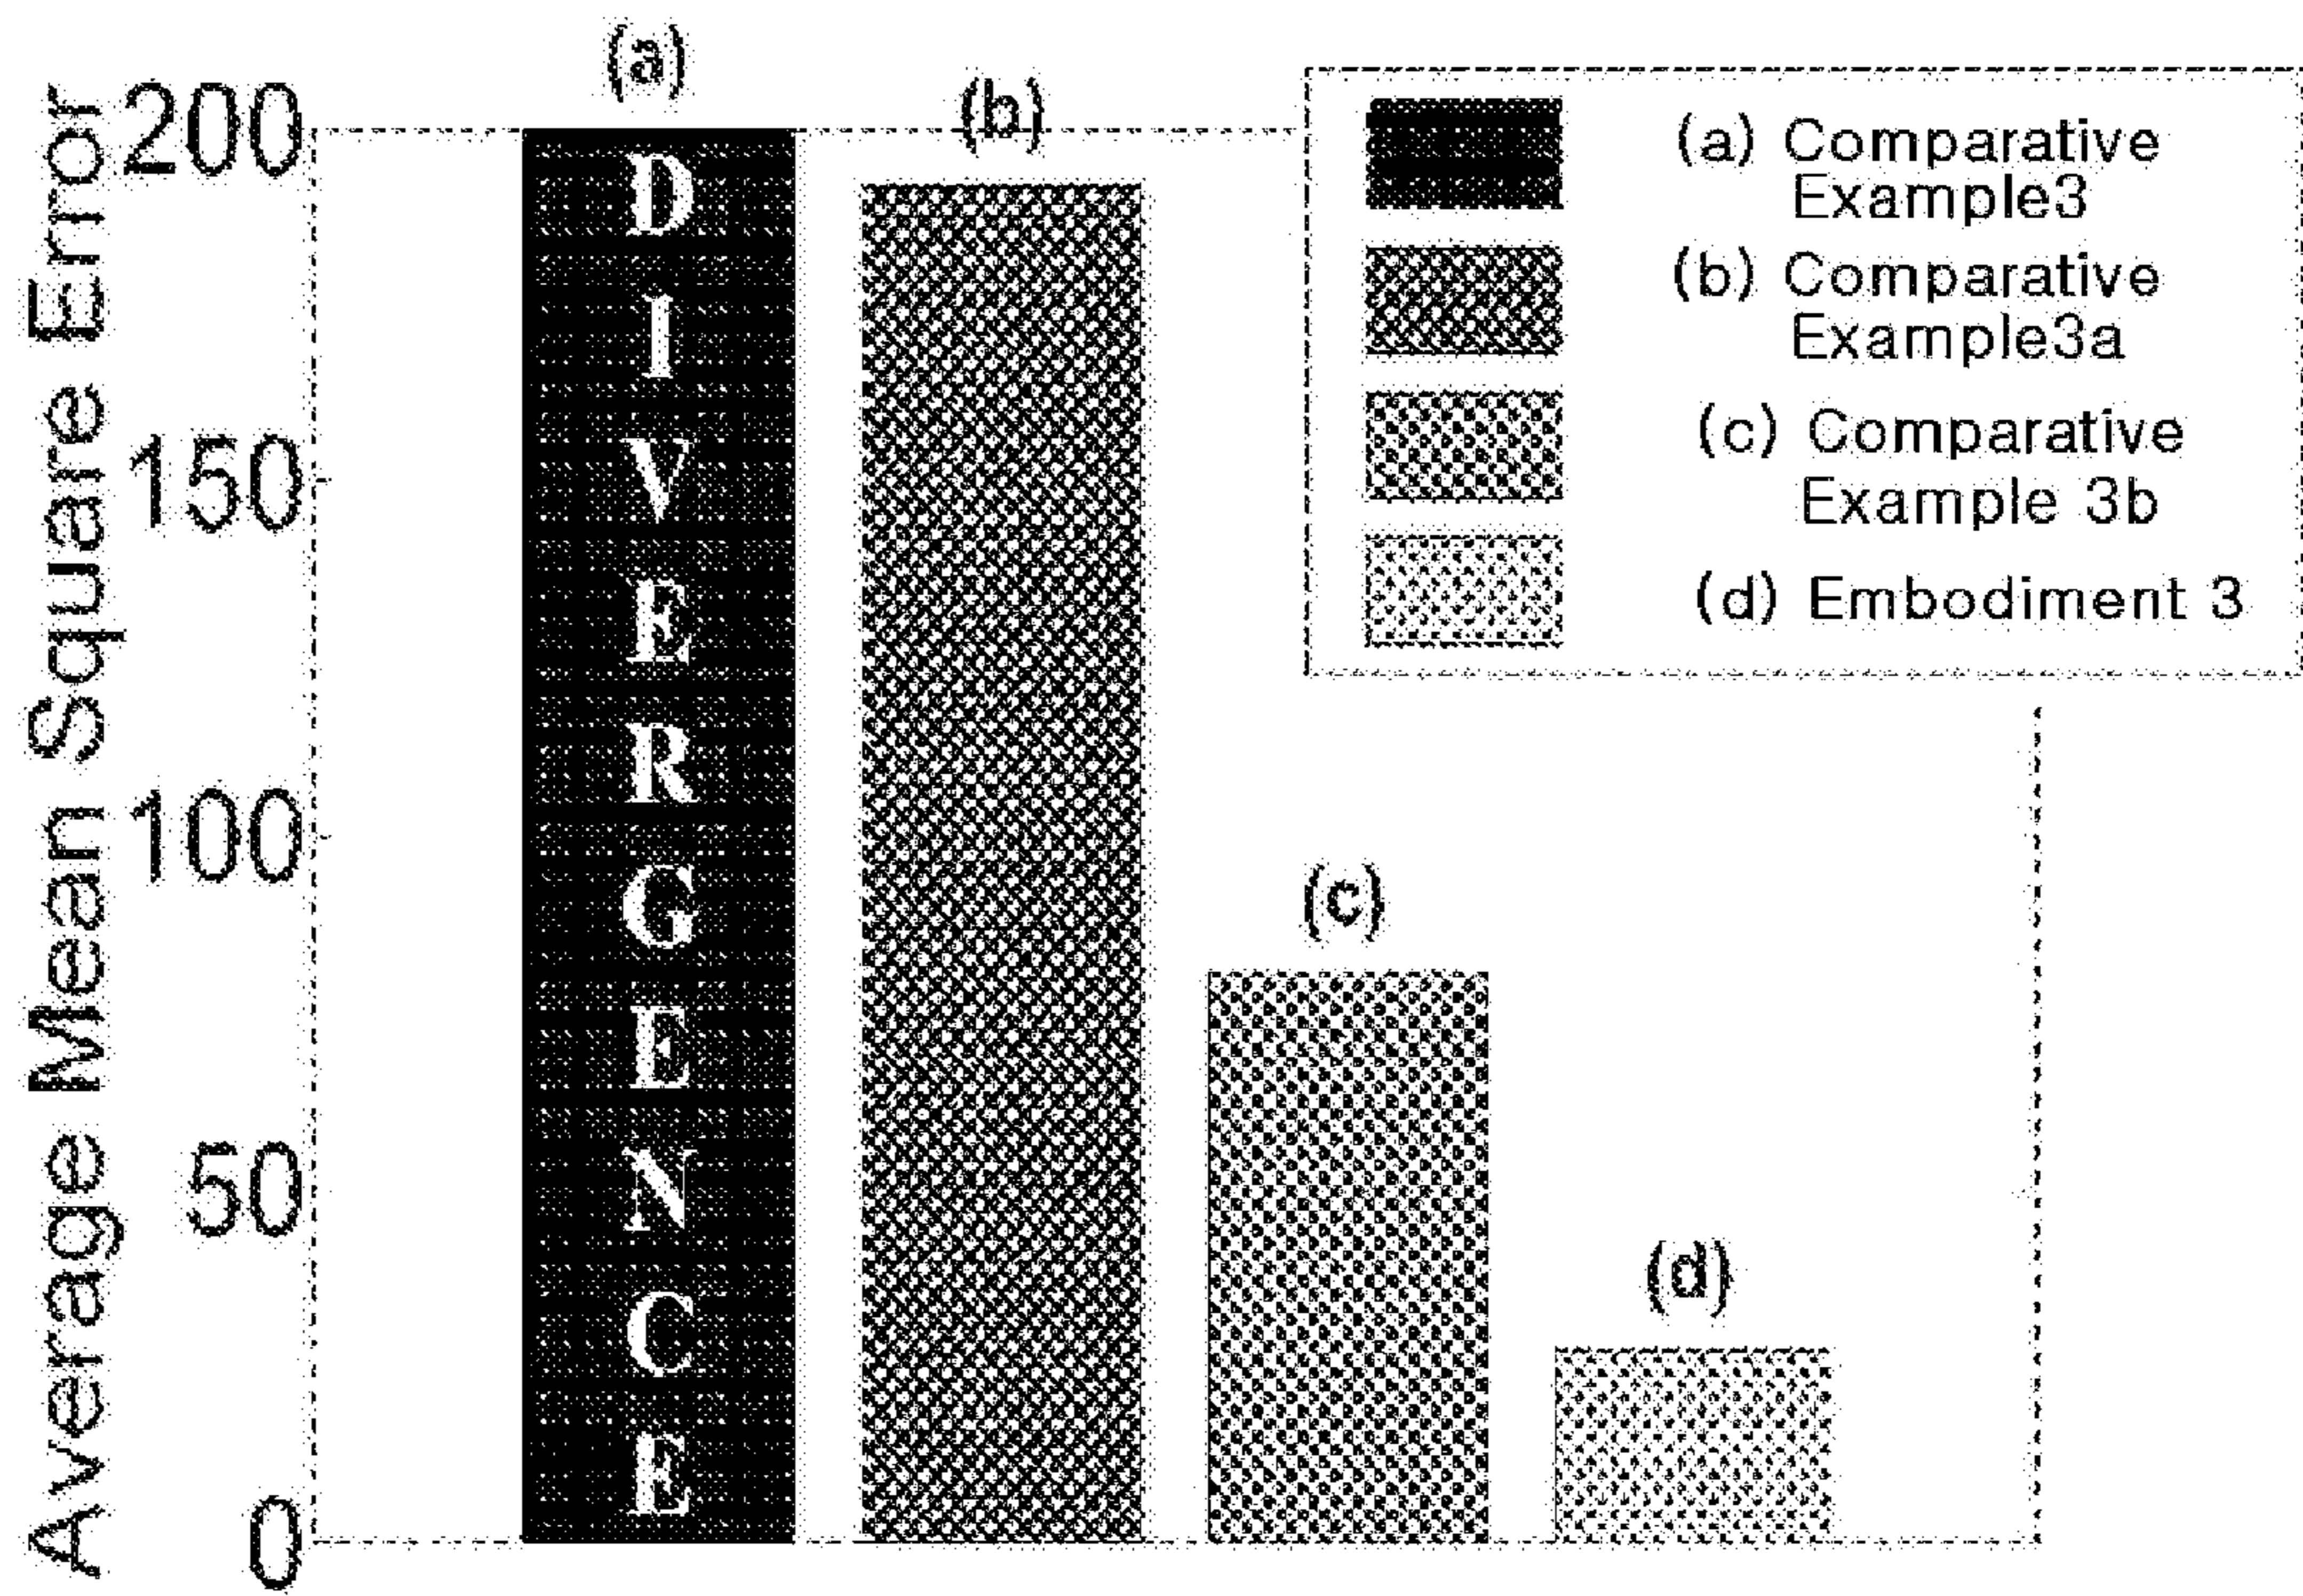 Average Mean Square Error
200
150
100
50
0
(a)
(b)
(c)
(d)
D
I
V
E
R
G
E
N
C
E
(a) Comparative
Example3
(b) Comparative
Example3a
(c) Comparative
Example 3b
(d) Embodiment 3